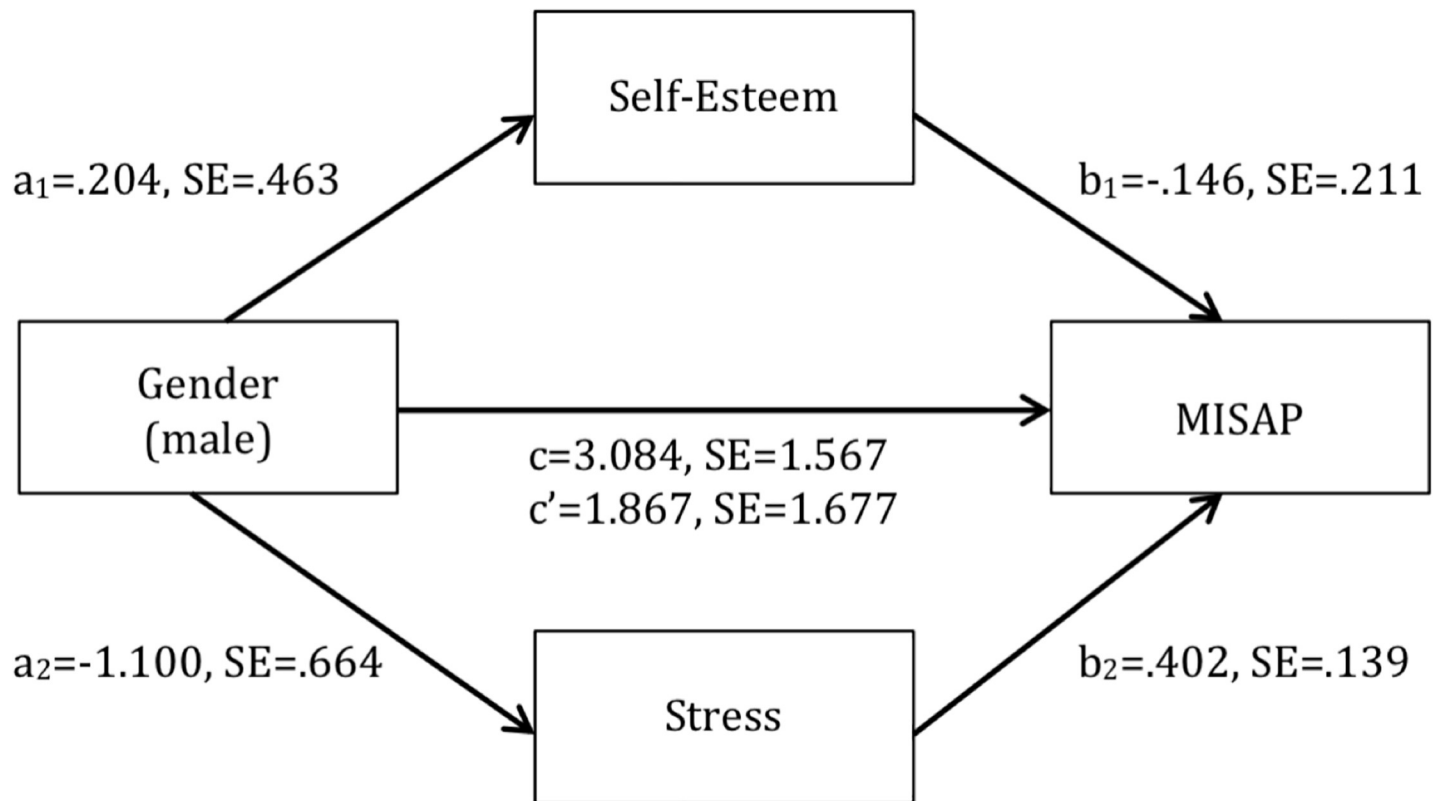 Self-Esteem
a₁=.204, SE=.463
b₁=-.146, SE=.211
Gender
(male)
MISAP
c=3.084, SE=1.567
c’=1.867, SE=1.677
a₂=-1.100, SE=.664
b₂=.402, SE=.139
Stress